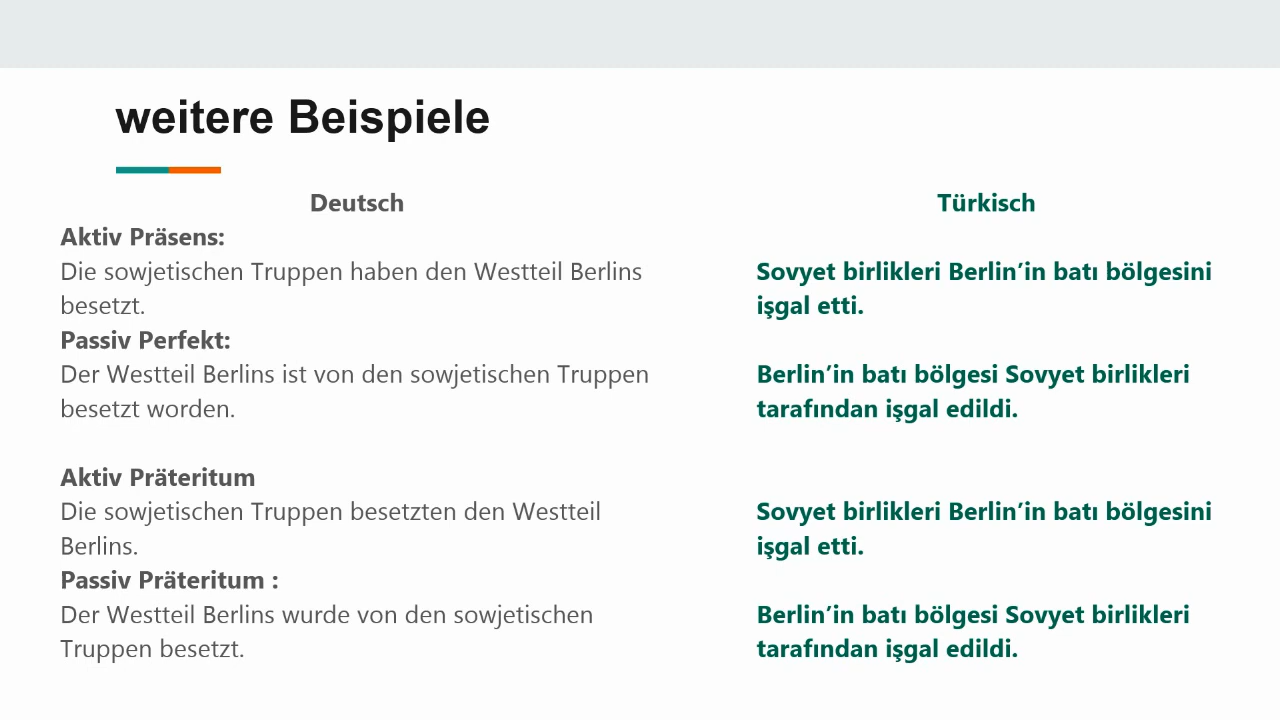 weitere Beispiele
Deutsch
Aktiv Präsens:
Die sowjetischen Truppen haben den Westteil Berlins
besetzt.
Passiv Perfekt:
Der Westteil Berlins ist von den sowjetischen Truppen
besetzt worden.
Aktiv Präteritum
Die sowjetischen Truppen besetzten den Westteil
Berlins.
Passiv Präteritum :
Der Westteil Berlins wurde von den sowjetischen
Truppen besetzt.
Türkisch
Sovyet birlikleri Berlin’in batı bölgesini
işgal etti.
Berlin’in batı bölgesi Sovyet birlikleri
tarafından işgal edildi.
Sovyet birlikleri Berlin’in batı bölgesini
işgal etti.
Berlin’in batı bölgesi Sovyet birlikleri
tarafından işgal edildi.